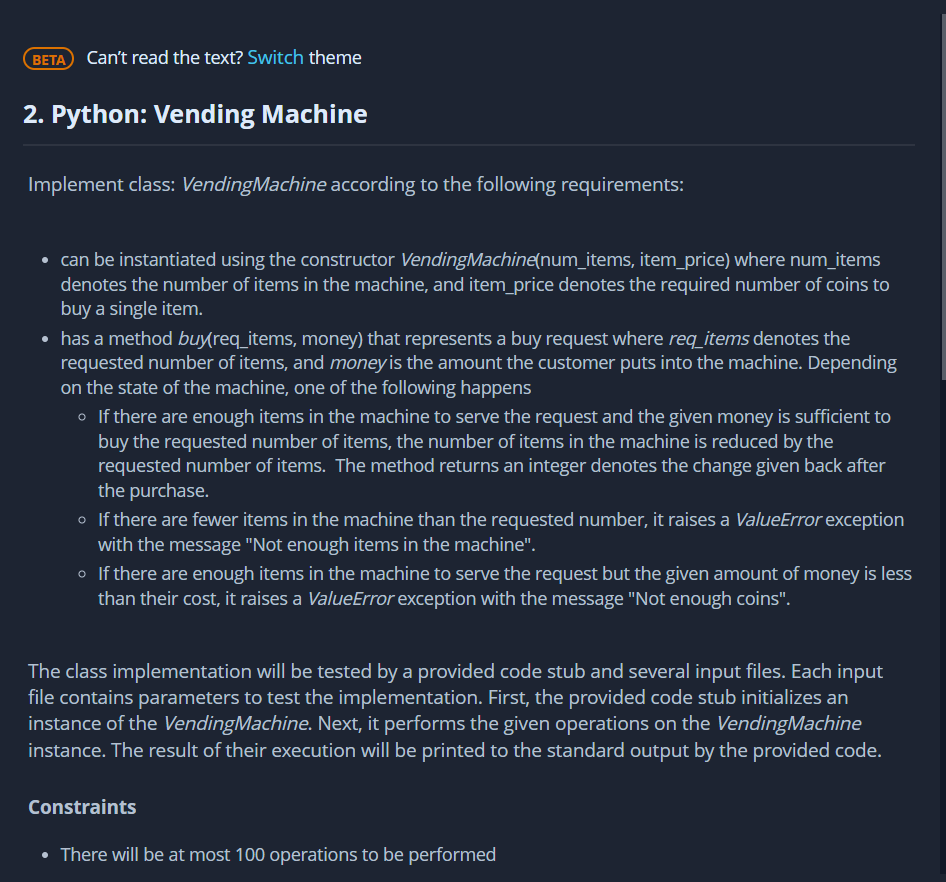 BETA Can’t read the text? Switch theme
2. Python: Vending Machine
Implement class: VendingMachine according to the following requirements:
• can be instantiated using the constructor VendingMachine(num_items, item_price) where num_items
denotes the number of items in the machine, and item_price denotes the required number of coins to
buy a single item.
• has a method buy(req_items, money) that represents a buy request where req_items denotes the
requested number of items, and money is the amount the customer puts into the machine. Depending
on the state of the machine, one of the following happens
◦ If there are enough items in the machine to serve the request and the given money is sufficient to
buy the requested number of items, the number of items in the machine is reduced by the
requested number of items.  The method returns an integer denotes the change given back after
the purchase.
◦ If there are fewer items in the machine than the requested number, it raises a ValueError exception
with the message "Not enough items in the machine".
◦ If there are enough items in the machine to serve the request but the given amount of money is less
than their cost, it raises a ValueError exception with the message "Not enough coins".
The class implementation will be tested by a provided code stub and several input files. Each input
file contains parameters to test the implementation. First, the provided code stub initializes an
instance of the VendingMachine. Next, it performs the given operations on the VendingMachine
instance. The result of their execution will be printed to the standard output by the provided code.
Constraints
• There will be at most 100 operations to be performed